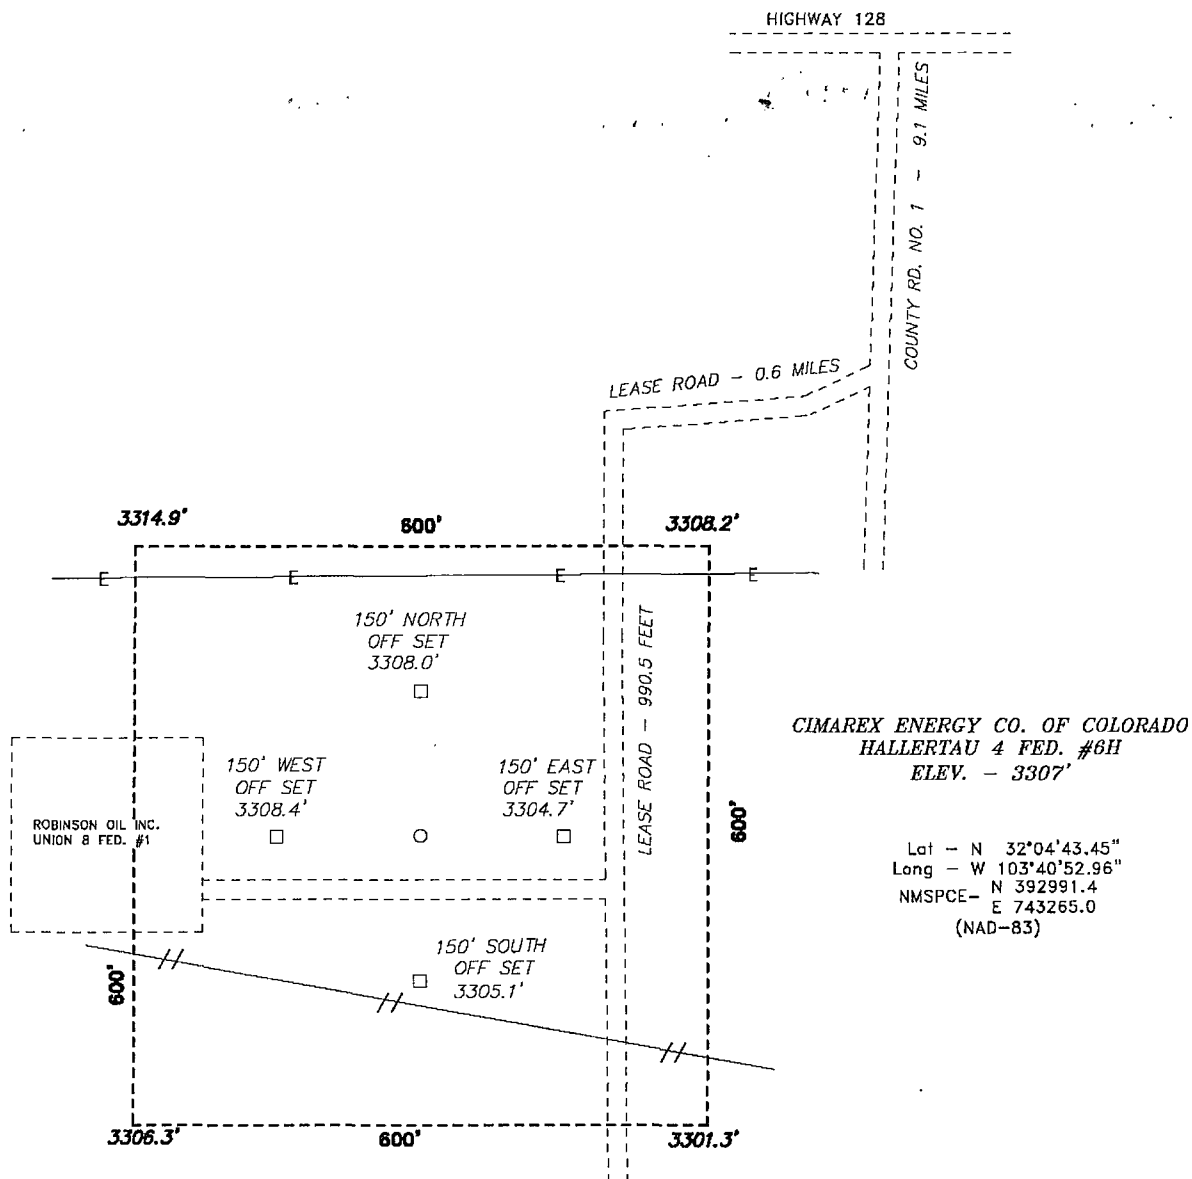 HIGHWAY 128
COUNTY RD. NO. 1 - 9.1 MILES
LEASE ROAD - 0.6 MILES
3314.9'
600'
3308.2'
E E E E
150' NORTH
OFF SET
3308.0'
LEASE ROAD - 990.5 FEET
CIMAREX ENERGY CO. OF COLORADO
HALLERTAU 4 FED. #6H
ELEV. - 3307'
150' WEST
OFF SET
3308.4'
150' EAST
OFF SET
3304.7'
600'
ROBINSON OIL INC.
UNION 8 FED. #1
Lat - N 32°04'43.45"
Long - W 103°40'52.96"
NMSPCE- N 392991.4
E 743265.0
(NAD-83)
150' SOUTH
OFF SET
3305.1'
600'
3306.3'
600'
3301.3'